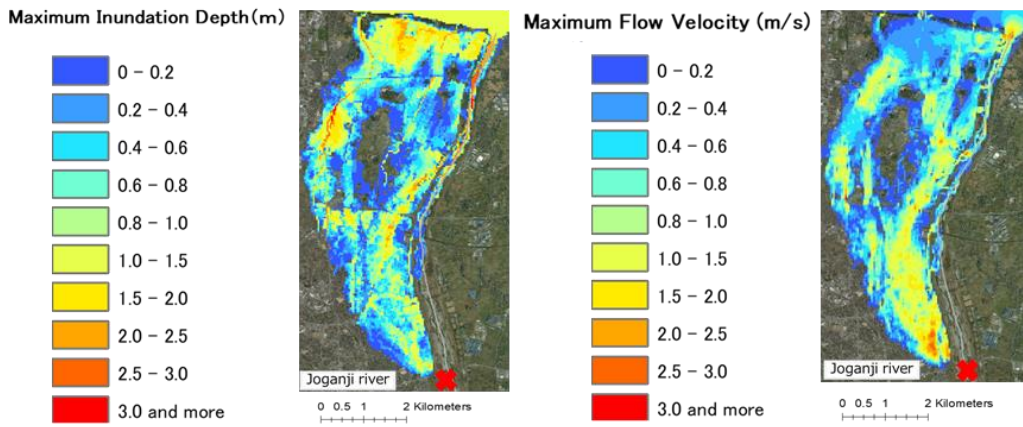 Maximum Inundation Depth(m)
0 - 0.2
0.2 - 0.4
0.4 - 0.6
0.6 - 0.8
0.8 - 1.0
1.0 - 1.5
1.5 - 2.0
2.0 - 2.5
2.5 - 3.0
3.0 and more
Joganji river
0 0.5 1 2 Kilometers
Maximum Flow Velocity (m/s)
0 - 0.2
0.2 - 0.4
0.4 - 0.6
0.6 - 0.8
0.8 - 1.0
1.0 - 1.5
1.5 - 2.0
2.0 - 2.5
2.5 - 3.0
3.0 and more
Joganji river
0 0.5 1 2 Kilometers